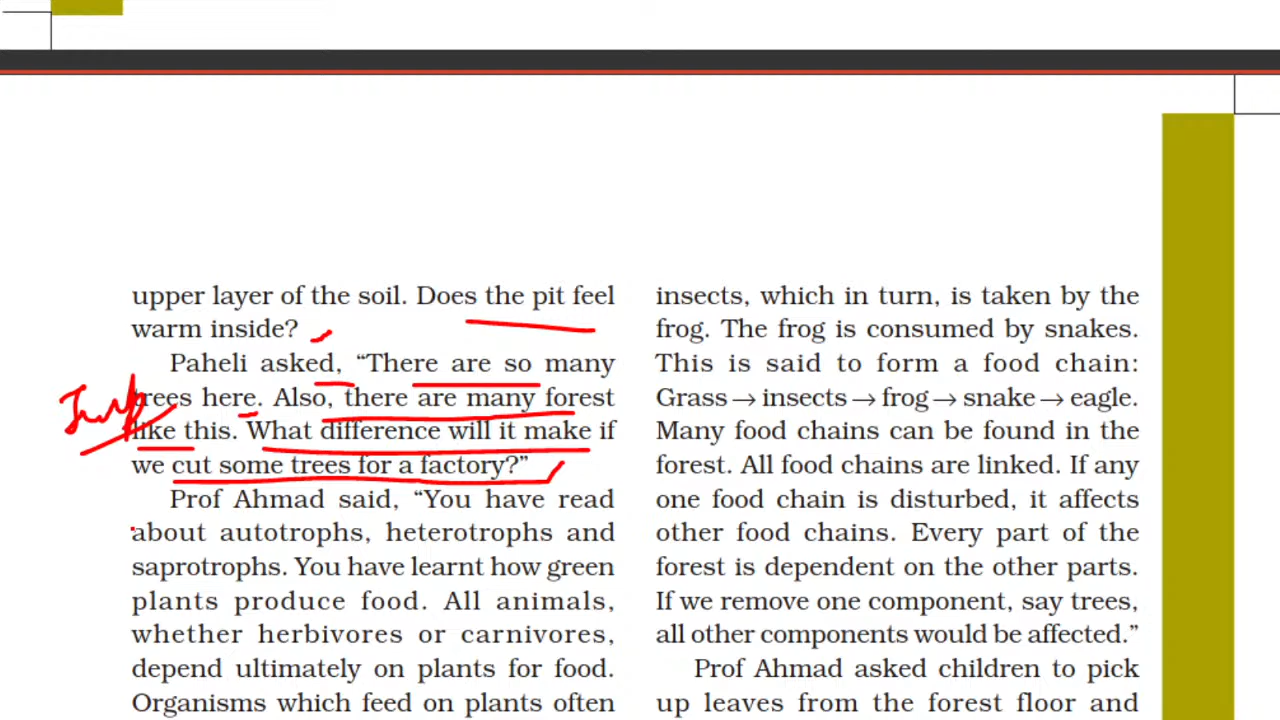 upper layer of the soil. Does the pit feel
warm inside?
Paheli asked, “There are so many
trees here. Also, there are many forest
like this. What difference will it make if
we cut some trees for a factory?”
Prof Ahmad said, “You have read
about autotrophs, heterotrophs and
saprotrophs. You have learnt how green
plants produce food. All animals,
whether herbivores or carnivores,
depend ultimately on plants for food.
Organisms which feed on plants often
insects, which in turn, is taken by the
frog. The frog is consumed by snakes.
This is said to form a food chain:
Grass→insects→frog→snake→eagle.
Many food chains can be found in the
forest. All food chains are linked. If any
one food chain is disturbed, it affects
other food chains. Every part of the
forest is dependent on the other parts.
If we remove one component, say trees,
all other components would be affected.”
Prof Ahmad asked children to pick
up leaves from the forest floor and